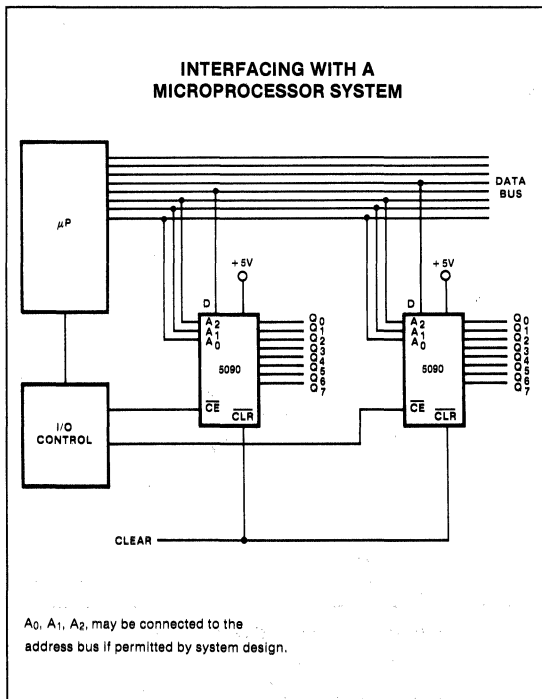 INTERFACING WITH A
MICROPROCESSOR SYSTEM
μP
DATA
BUS
+5V
+5V
D
A2
A1
A0
5090
CE
CLR
Q0
Q1
Q2
Q3
Q4
Q5
Q6
Q7
D
A2
A1
A0
5090
CE
CLR
Q0
Q1
Q2
Q3
Q4
Q5
Q6
Q7
I/O
CONTROL
CLEAR
A0, A1, A2, may be connected to the
address bus if permitted by system design.